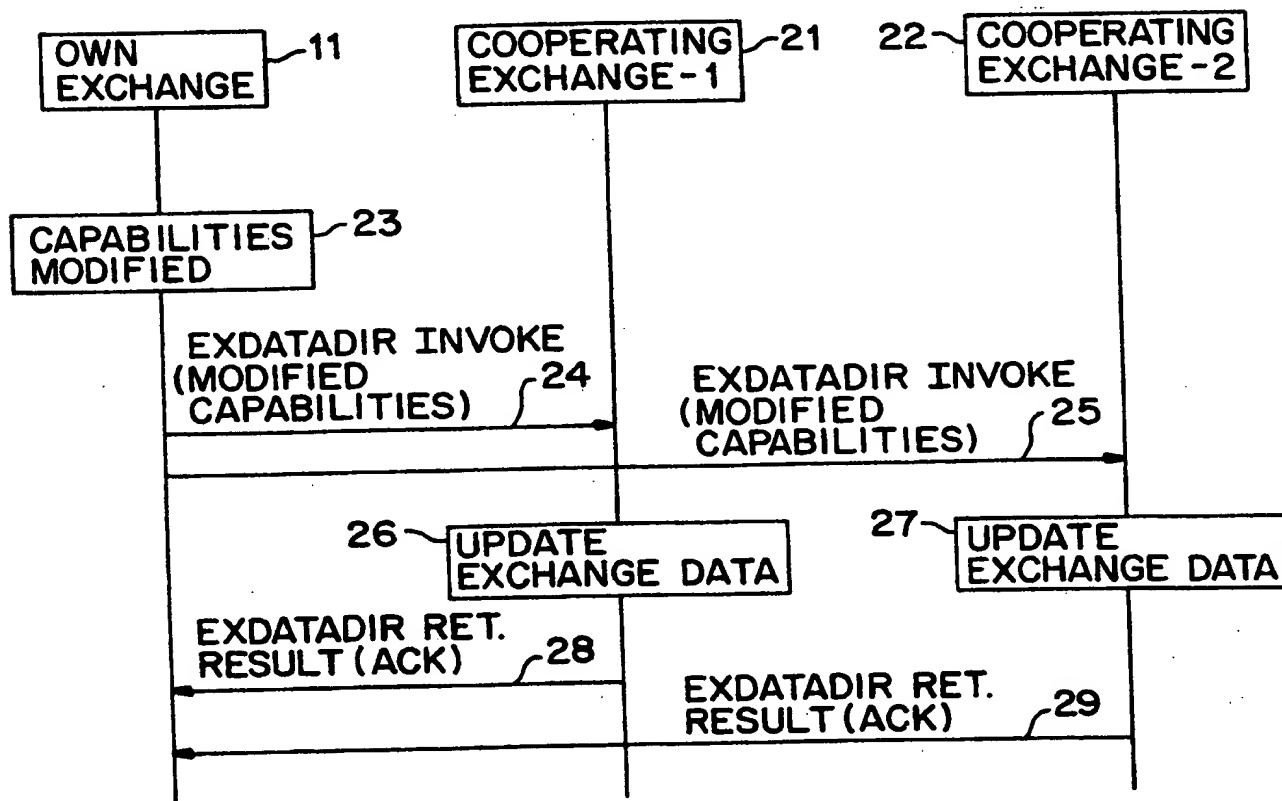 OWN
EXCHANGE
11
COOPERATING
EXCHANGE-1
21
22
COOPERATING
EXCHANGE-2
CAPABILITIES
MODIFIED
23
EXDATADIR INVOKE
(MODIFIED
CAPABILITIES)
24
EXDATADIR INVOKE
(MODIFIED
CAPABILITIES)
25
26
UPDATE
EXCHANGE DATA
27
UPDATE
EXCHANGE DATA
EXDATADIR RET.
RESULT (ACK)
28
EXDATADIR RET.
RESULT (ACK)
29